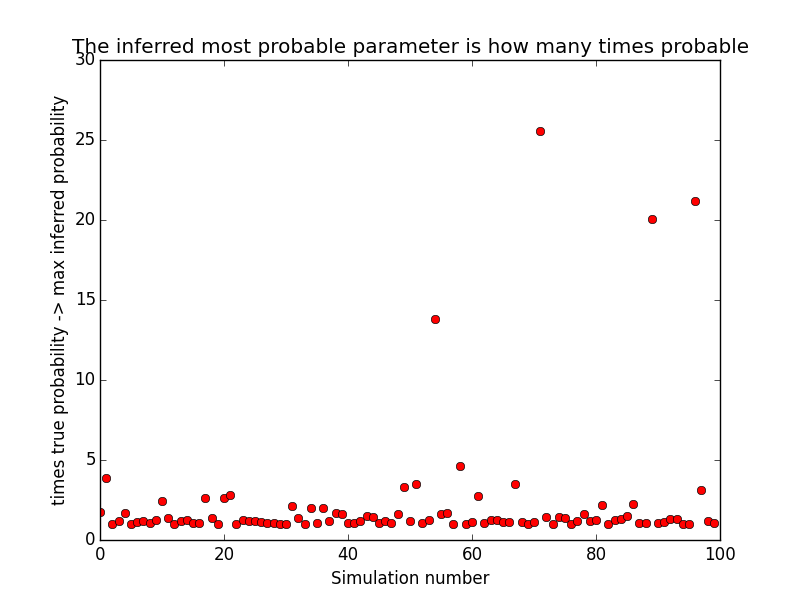 The inferred most probable parameter is how many times probable
30
25
20
15
10
5
0
times true probability -> max inferred probability
0 20 40 60 80 100
Simulation number